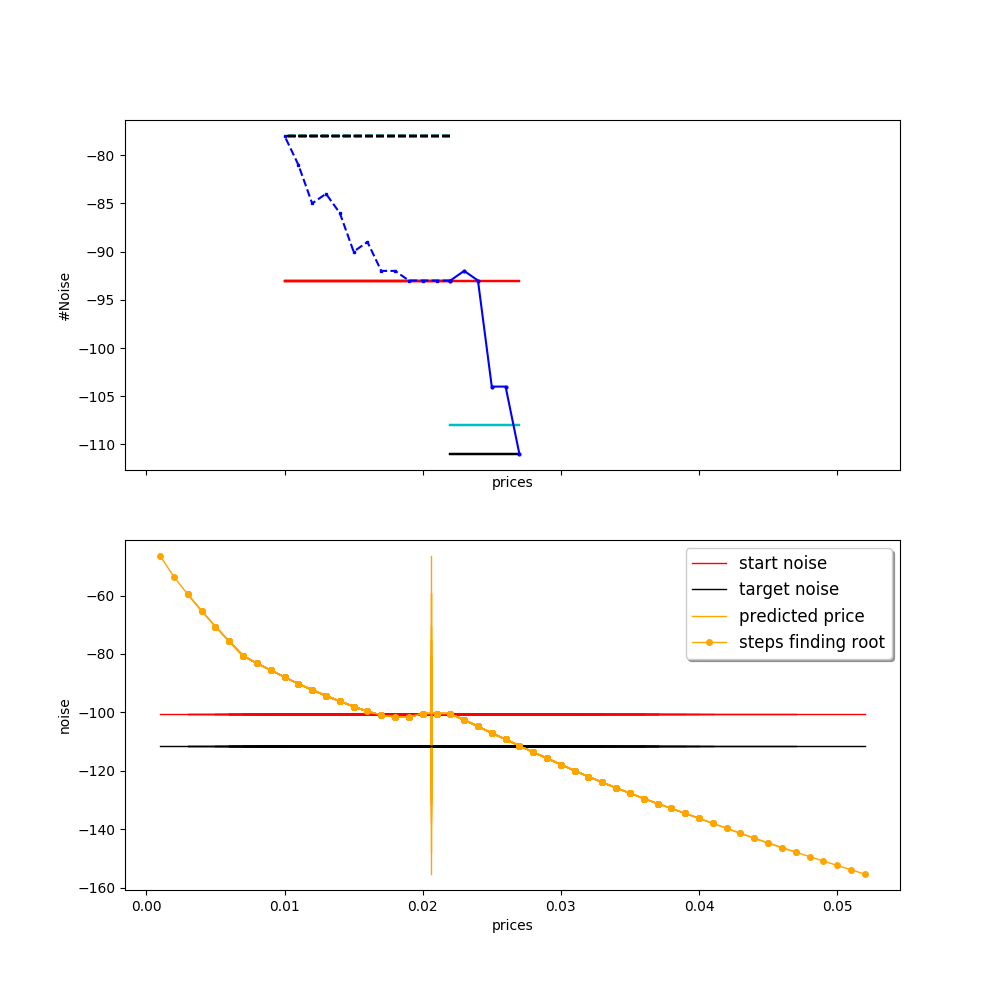 −80
−85
−90
−95
−100
−105
−110
#Noise
prices
−60
−80
−100
−120
−140
−160
noise
start noise
target noise
predicted price
steps finding root
0.00 0.01 0.02 0.03 0.04 0.05
prices